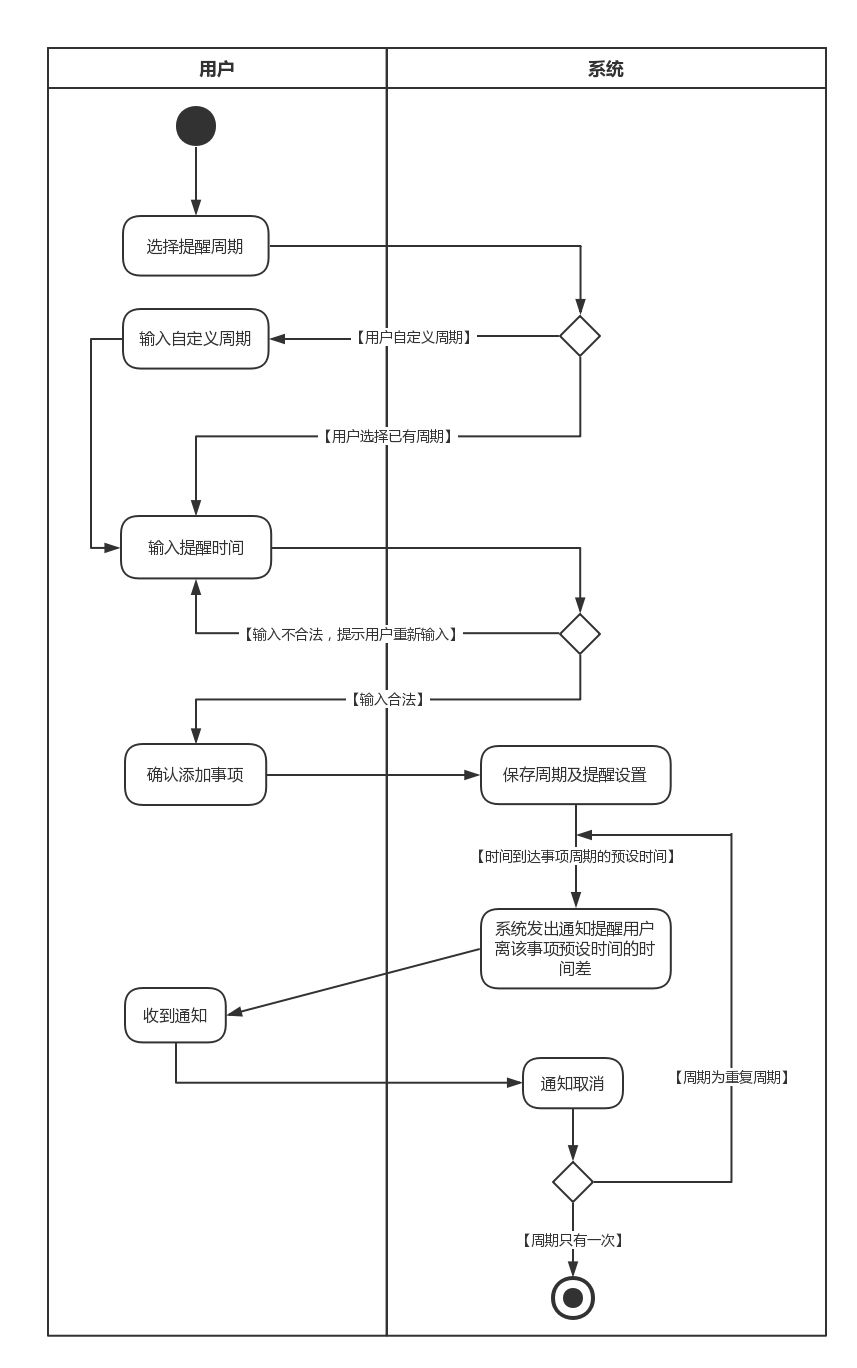 用户
系统
选择提醒周期
输入自定义周期
【用户自定义周期】
【用户选择已有周期】
输入提醒时间
【输入不合法，提示用户重新输入】
【输入合法】
确认添加事项
保存周期及提醒设置
【时间到达事项周期的预设时间】
系统发出通知提醒用户
离该事项预设时间的时
间差
收到通知
【周期为重复周期】
通知取消
【周期只有一次】